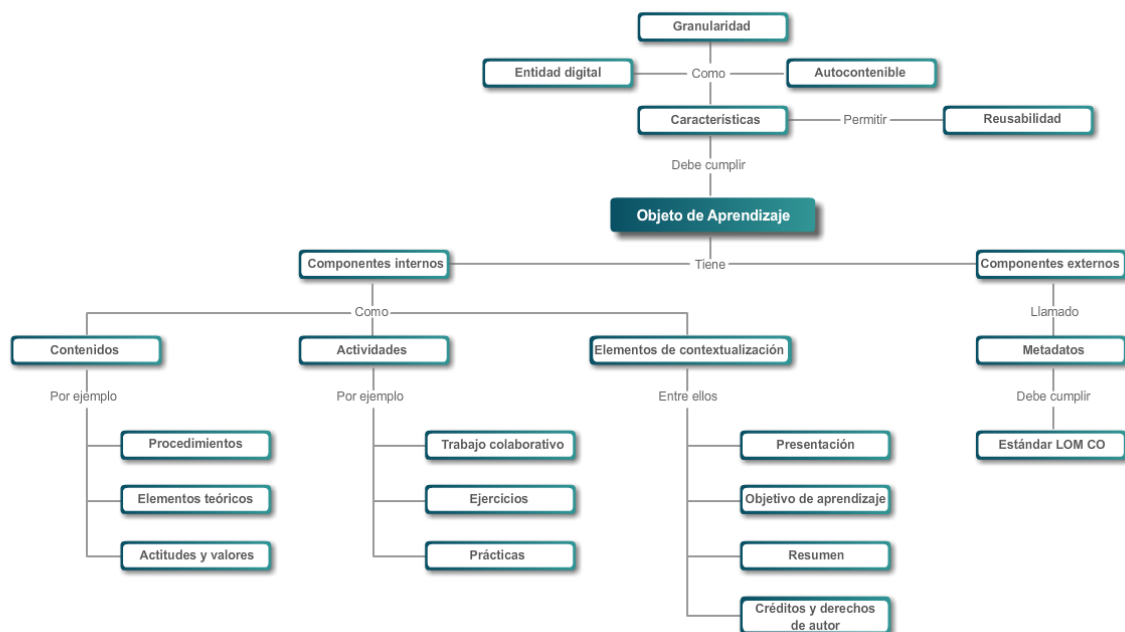 Granularidad
Entidad digital
Como
Autocontenible
Características
Permitir
Reusabilidad
Debe cumplir
Objeto de Aprendizaje
Componentes internos
Tiene
Componentes externos
Como
Llamado
Contenidos
Actividades
Elementos de contextualización
Metadatos
Por ejemplo
Por ejemplo
Entre ellos
Debe cumplir
Procedimientos
Trabajo colaborativo
Presentación
Estándar LOM CO
Elementos teóricos
Ejercicios
Objetivo de aprendizaje
Actitudes y valores
Prácticas
Resumen
Créditos y derechos
de autor